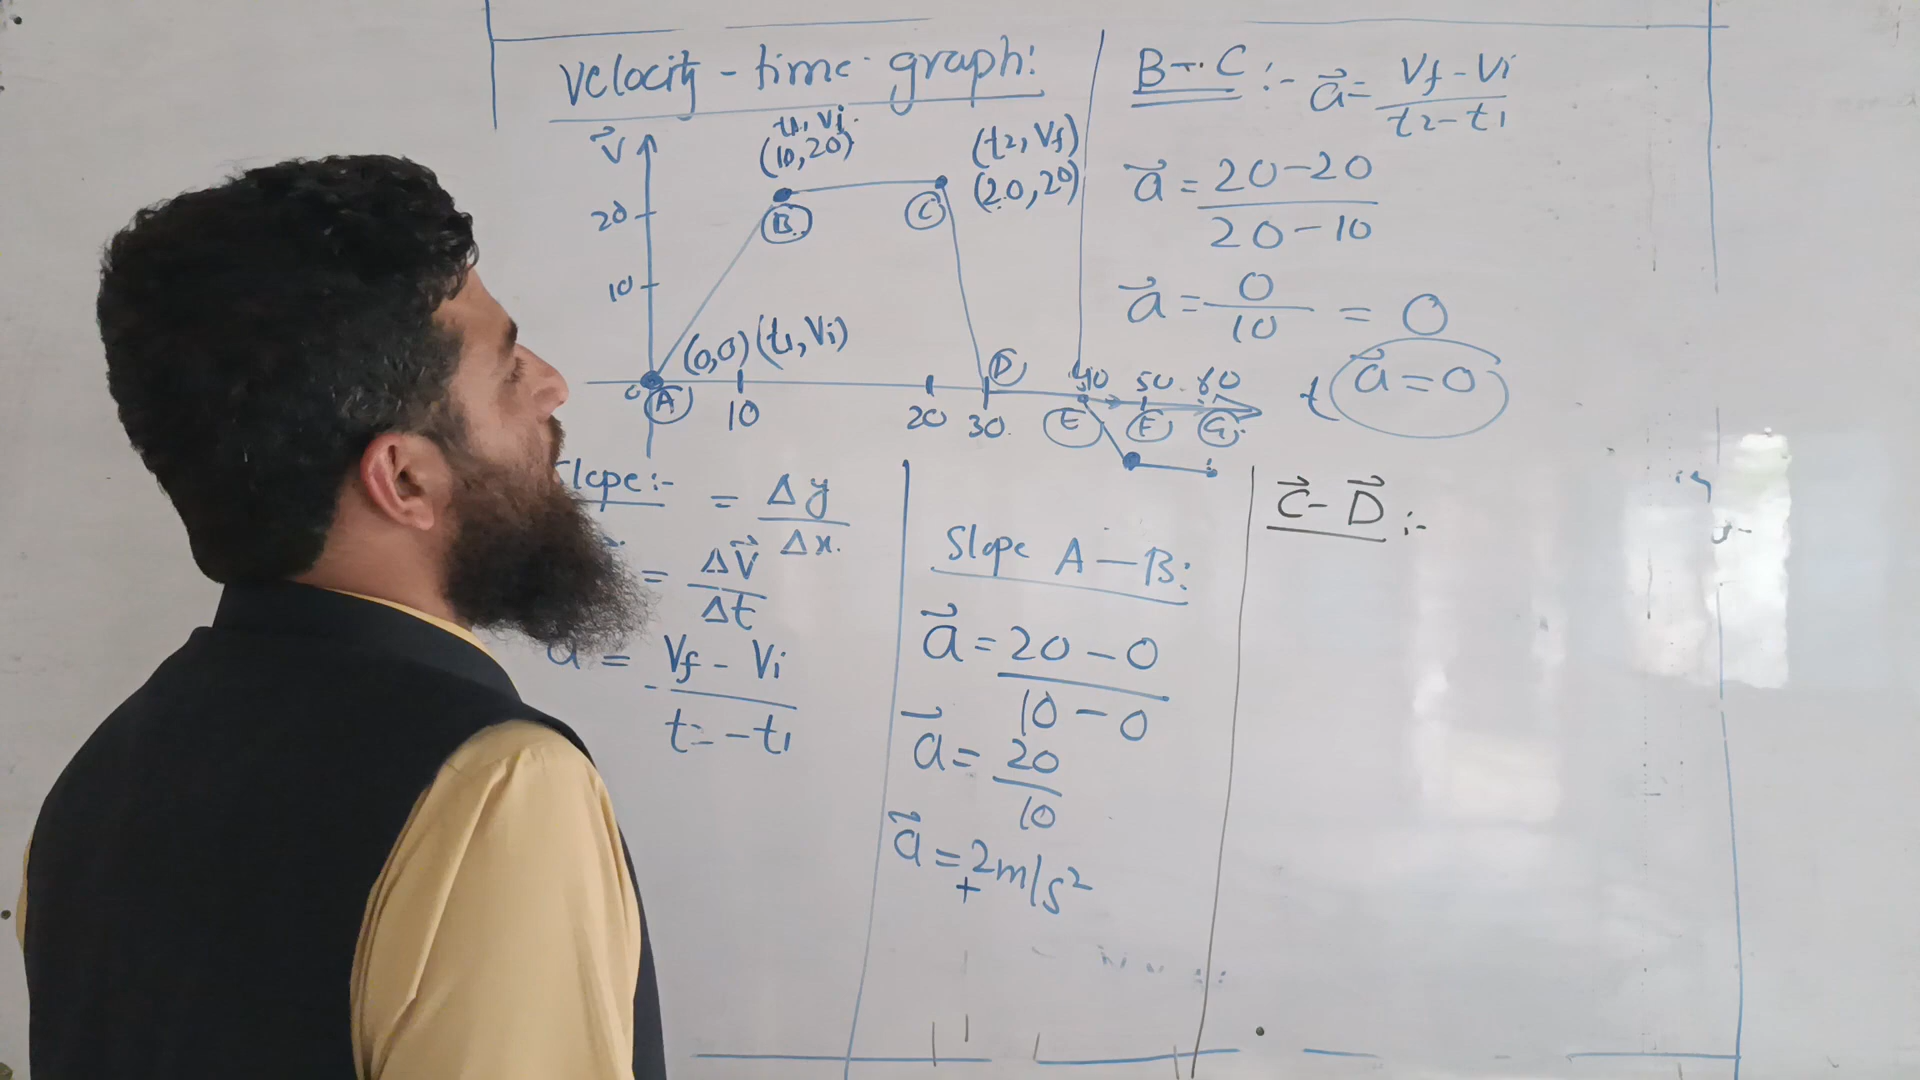 Velocity-time graph:
V
t1, Vi
(10,20)
(t2, Vf)
(20,20)
20
B
C
10
(0,0) (t1, Vi)
D
0
A
10
20
30
40
50
60
t
E
F
G
Slope:- = Δy
Δx
= ΔV
Δt
a = Vf - Vi
t2 - t1
Slope A-B:
a = 20-0
10-0
a = 20
10
a = 2m/s²
+
B-C :- a = Vf-Vi
t2-t1
a = 20-20
20-10
a = 0 = 0
10
a = 0
C-D :-